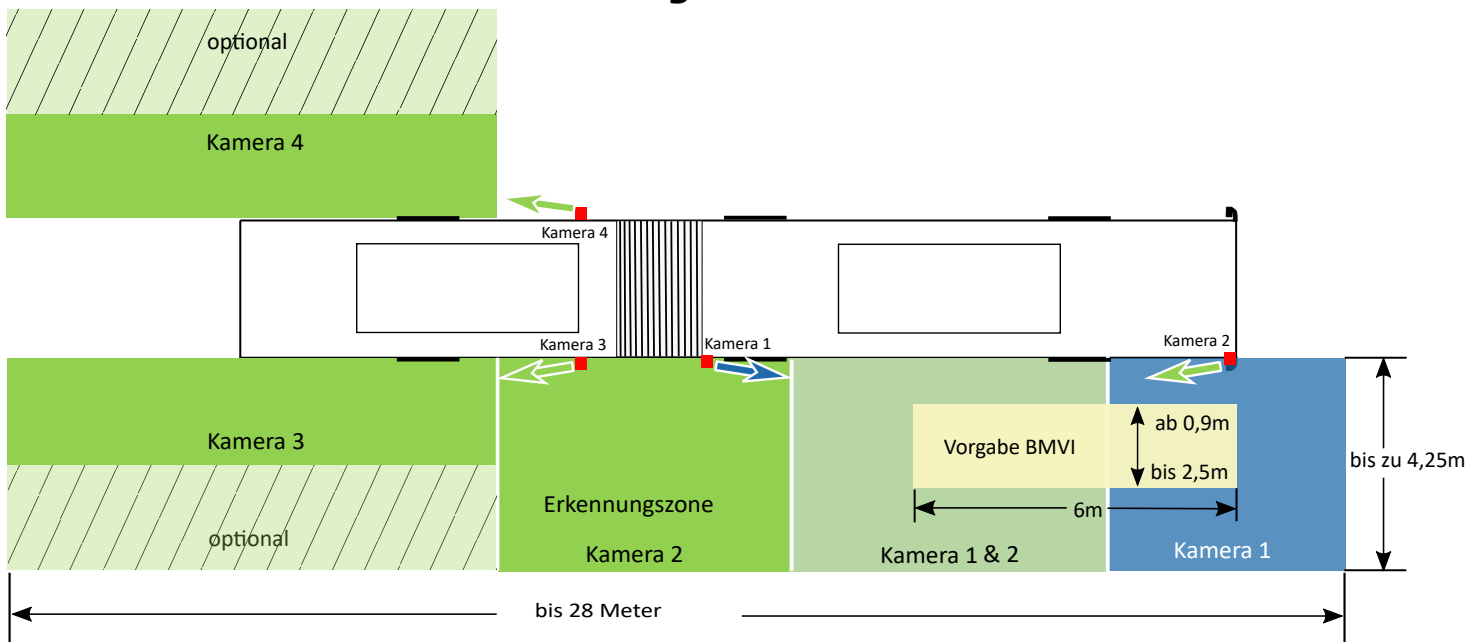 optional
Kamera 4
Kamera 4
Kamera 3
Kamera 1
Kamera 2
Kamera 3
optional
Erkennungszone
Kamera 2
Kamera 1 & 2
Vorgabe BMVI
ab 0,9m
bis 2,5m
6m
Kamera 1
bis zu 4,25m
bis 28 Meter